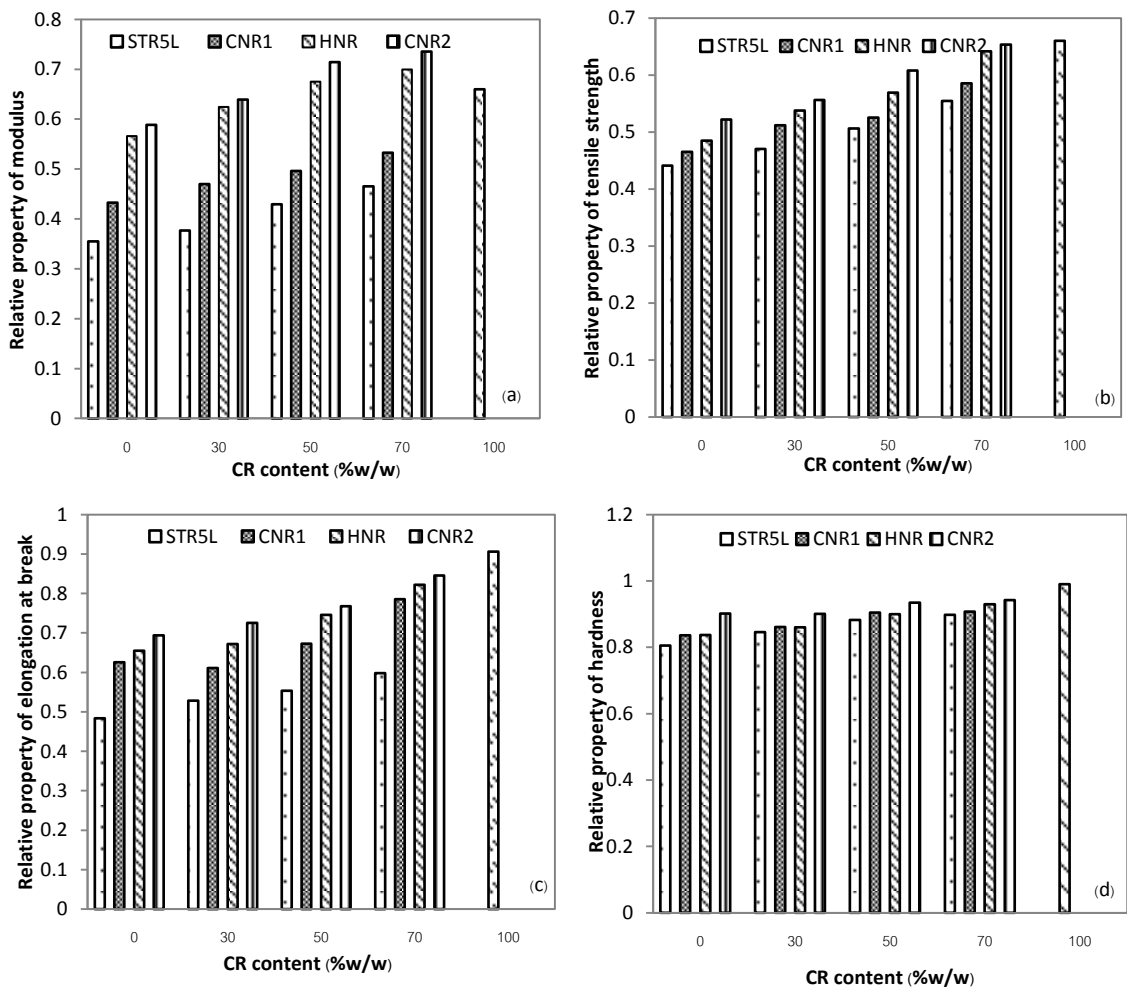 Relative property of modulus
0.8
0.7
0.6
0.5
0.4
0.3
0.2
0.1
0
STR5L CNR1 HNR CNR2
(a)
0 30 50 70 100
CR content (%w/w)
Relative property of tensile strength
0.7
0.6
0.5
0.4
0.3
0.2
0.1
0
STR5L CNR1 HNR CNR2
(b)
0 30 50 70 100
CR content (%w/w)
Relative property of elongation at break
1
0.9
0.8
0.7
0.6
0.5
0.4
0.3
0.2
0.1
0
STR5L CNR1 HNR CNR2
(c)
0 30 50 70 100
CR content (%w/w)
Relative property of hardness
1.2
1
0.8
0.6
0.4
0.2
0
STR5L CNR1 HNR CNR2
(d)
0 30 50 70 100
CR content (%w/w)